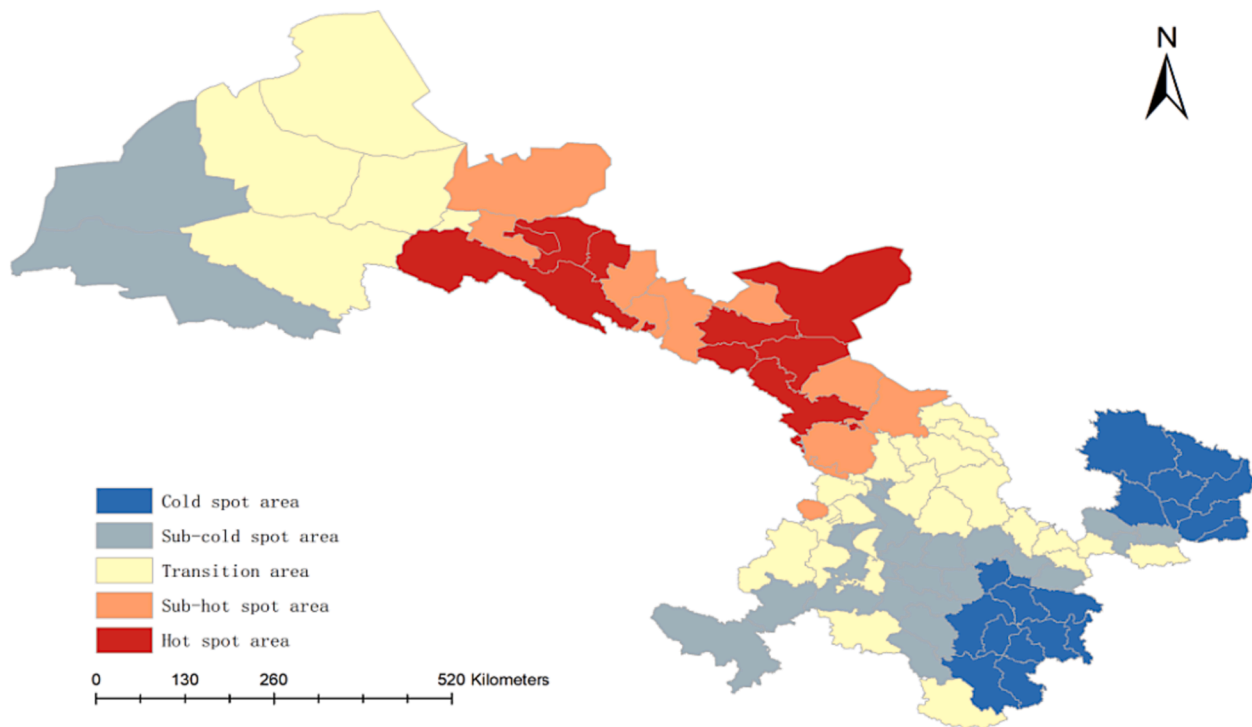 N
Cold spot area
Sub-cold spot area
Transition area
Sub-hot spot area
Hot spot area
0 130 260 520 Kilometers